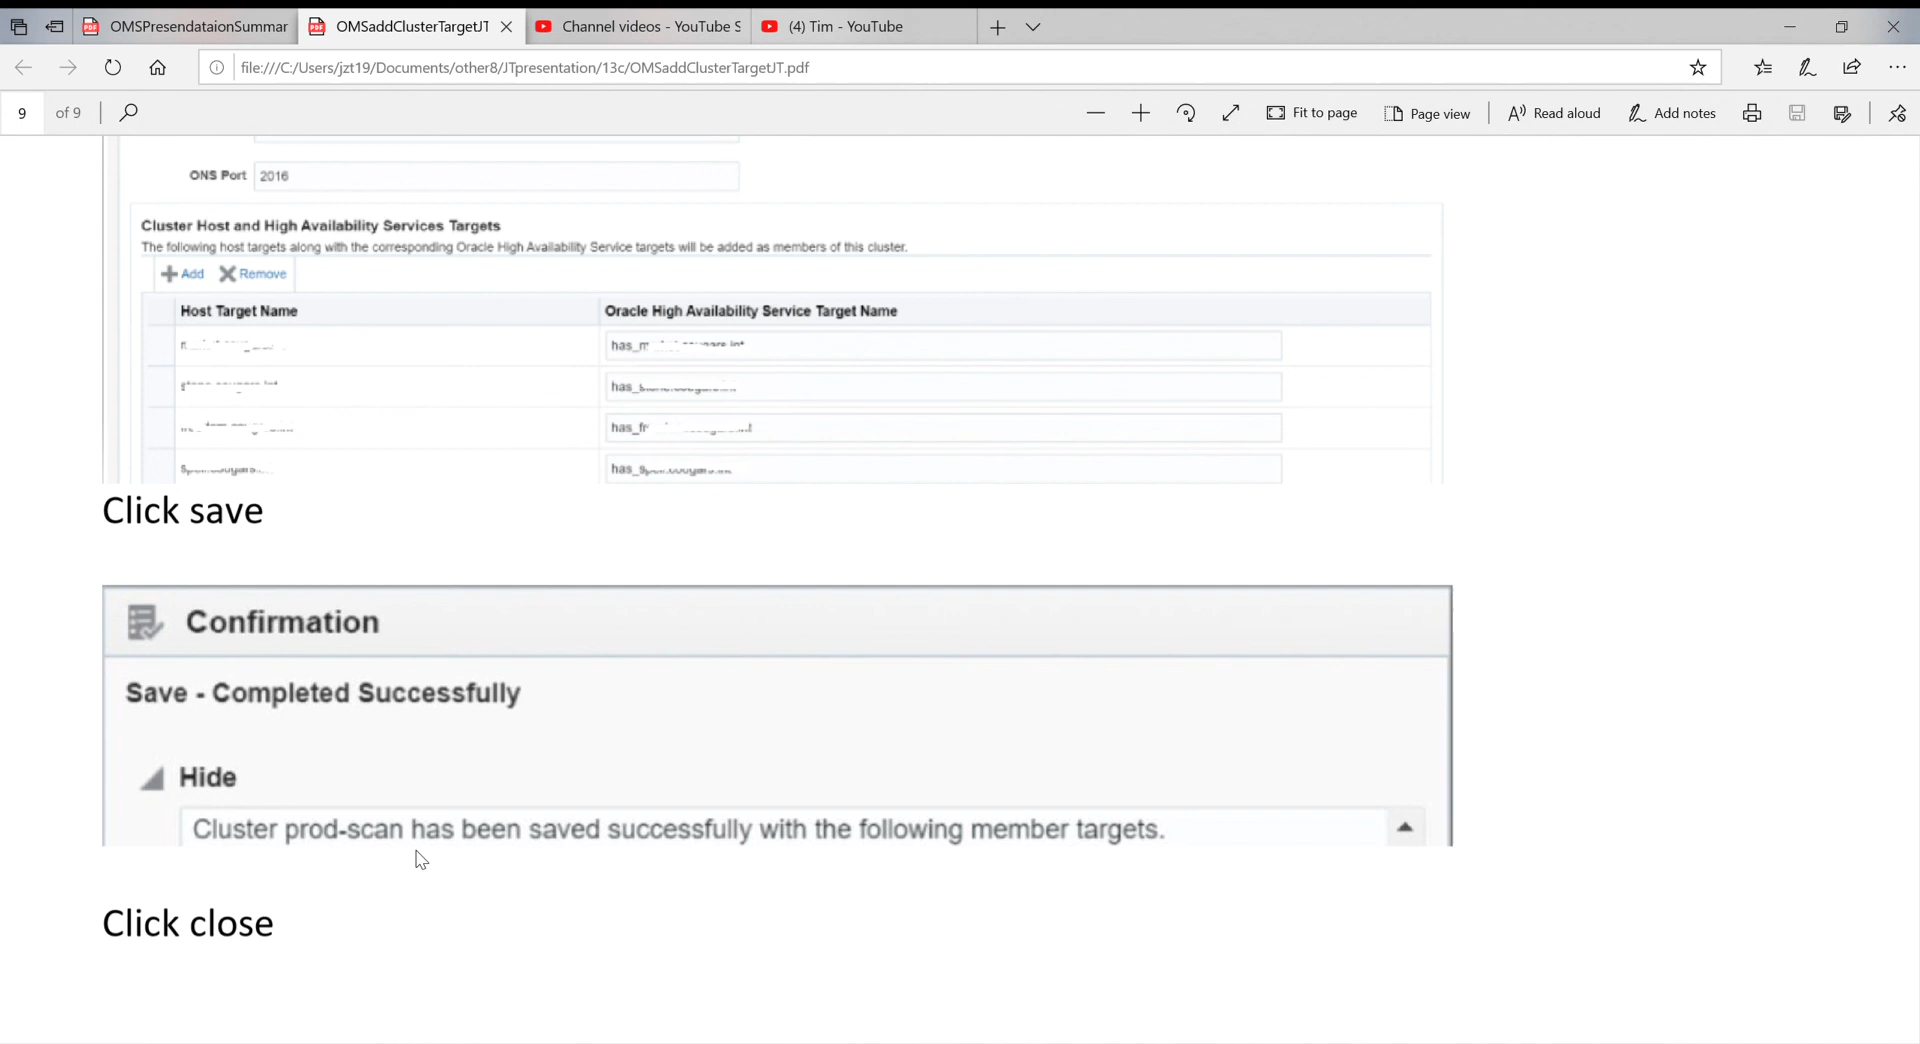 OMSPresendataionSummar
OMSaddClusterTargetJT
Channel videos - YouTube S
(4) Tim - YouTube
file:///C:/Users/jzt19/Documents/other8/JTpresentation/13c/OMSaddClusterTargetJT.pdf
9 of 9
Fit to page
Page view
Read aloud
Add notes
ONS Port 2016
Cluster Host and High Availability Services Targets
The following host targets along with the corresponding Oracle High Availability Service targets will be added as members of this cluster.
Add Remove
Host Target Name Oracle High Availability Service Target Name
Click save
Confirmation
Save - Completed Successfully
Hide
Cluster prod-scan has been saved successfully with the following member targets.
Click close